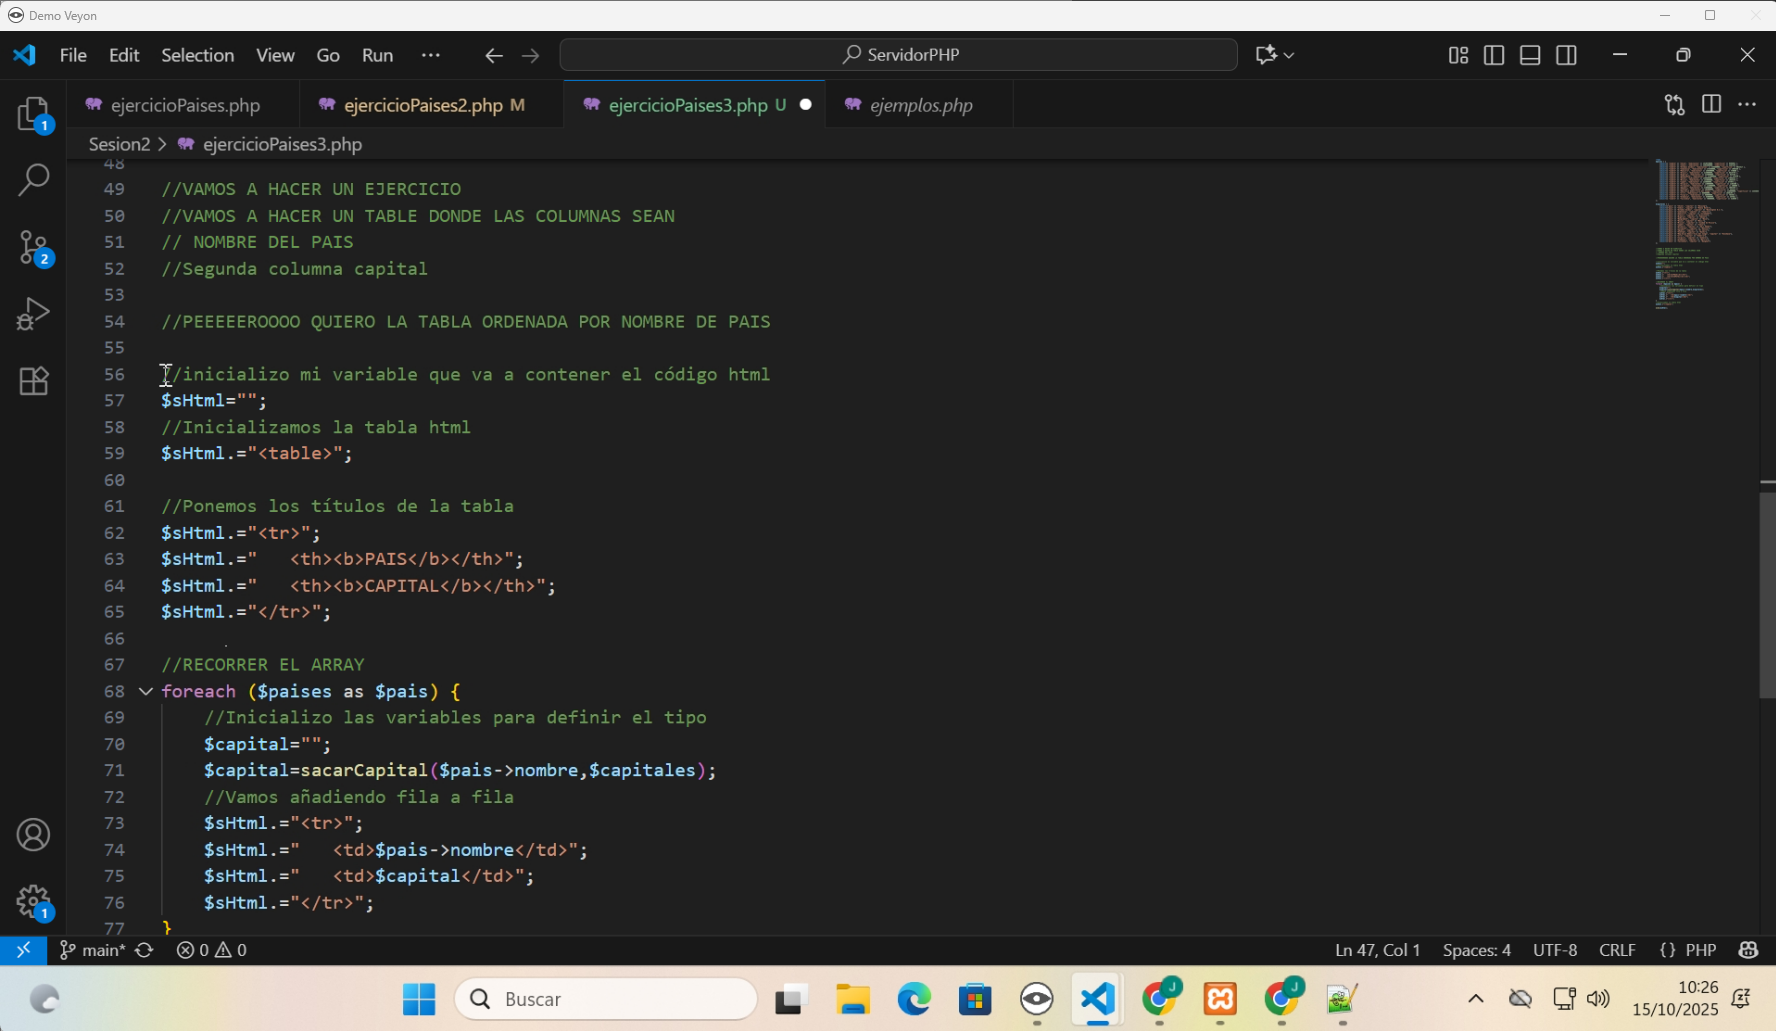 Demo Veyon
File Edit Selection View Go Run ··· ServidorPHP
ejercicioPaises.php ejercicioPaises2.php M ejercicioPaises3.php U ejemplos.php
Sesion2 > ejercicioPaises3.php
48
49 //VAMOS A HACER UN EJERCICIO
50 //VAMOS A HACER UN TABLE DONDE LAS COLUMNAS SEAN
51 // NOMBRE DEL PAIS
52 //Segunda columna capital
53
54 //PEEEEEROOOO QUIERO LA TABLA ORDENADA POR NOMBRE DE PAIS
55
56 //inicializo mi variable que va a contener el código html
57 $sHtml="";
58 //Inicializamos la tabla html
59 $sHtml.="<table>";
60
61 //Ponemos los títulos de la tabla
62 $sHtml.="<tr>";
63 $sHtml.="   <th><b>PAIS</b></th>";
64 $sHtml.="   <th><b>CAPITAL</b></th>";
65 $sHtml.="</tr>";
66
67 //RECORRER EL ARRAY
68 foreach ($paises as $pais) {
69     //Inicializo las variables para definir el tipo
70     $capital="";
71     $capital=sacarCapital($pais->nombre,$capitales);
72     //Vamos añadiendo fila a fila
73     $sHtml.="<tr>";
74     $sHtml.="   <td>$pais->nombre</td>";
75     $sHtml.="   <td>$capital</td>";
76     $sHtml.="</tr>";
77 }
1
2
1
main* 0 0 Ln 47, Col 1 Spaces: 4 UTF-8 CRLF {} PHP
Buscar
J
J
10:26
15/10/2025